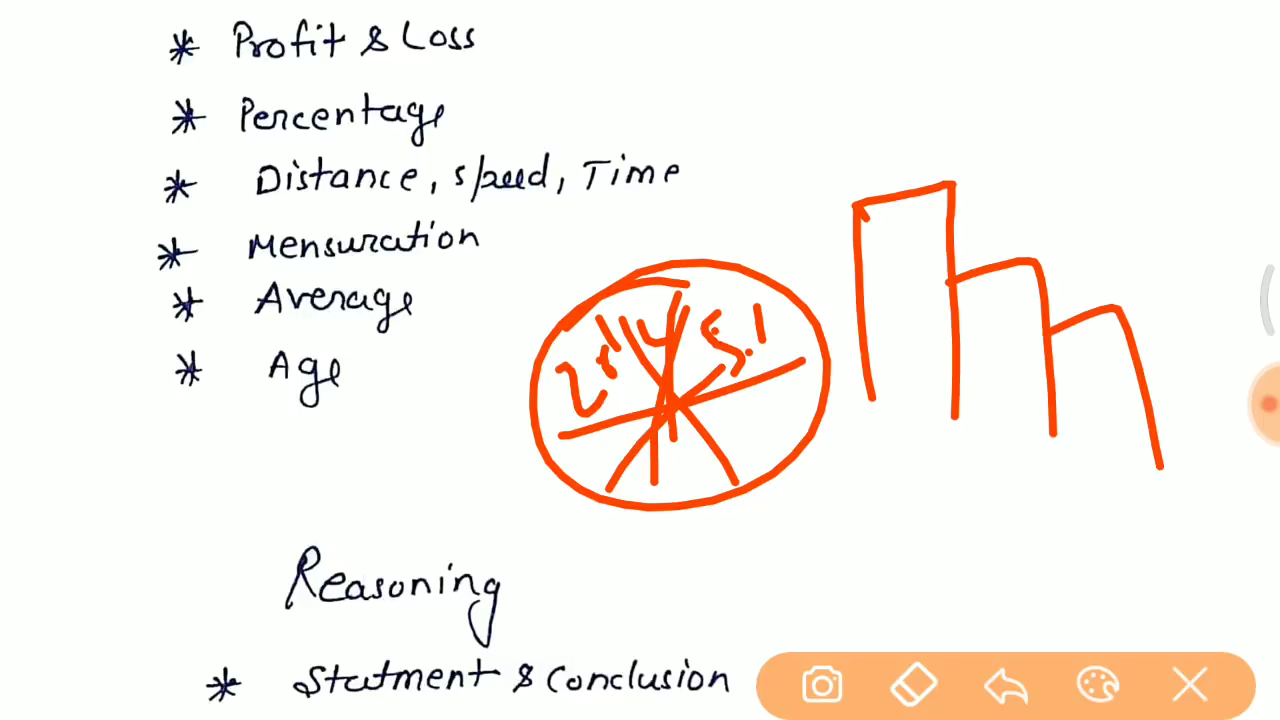 * Profit & Loss
* Percentage
* Distance, Speed, Time
* Mensuration
* Average
* Age
Reasoning
* Statment & Conclusion